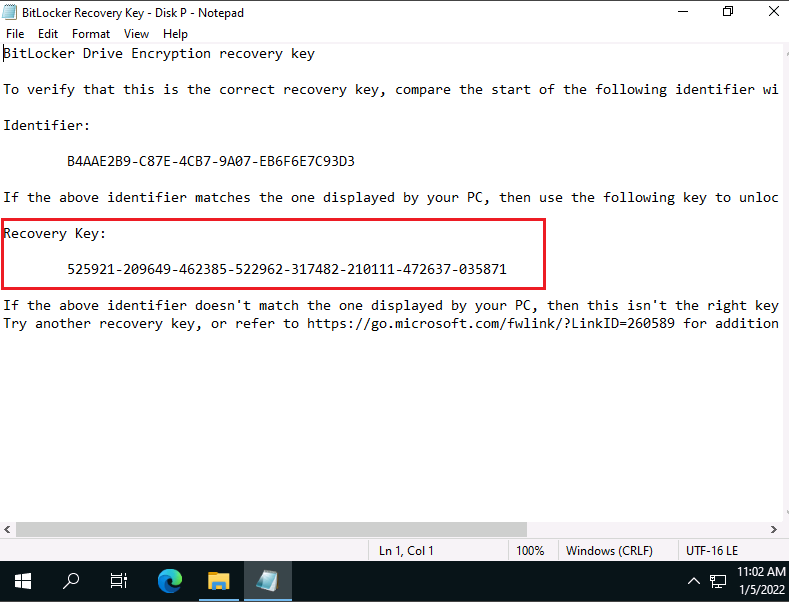 BitLocker Recovery Key - Disk P - Notepad
File Edit Format View Help
BitLocker Drive Encryption recovery key
To verify that this is the correct recovery key, compare the start of the following identifier wi
Identifier:
B4AAE2B9-C87E-4CB7-9A07-EB6F6E7C93D3
If the above identifier matches the one displayed by your PC, then use the following key to unloc
Recovery Key:
525921-209649-462385-522962-317482-210111-472637-035871
If the above identifier doesn't match the one displayed by your PC, then this isn't the right key
Try another recovery key, or refer to https://go.microsoft.com/fwlink/?LinkID=260589 for addition
Ln 1, Col 1 100% Windows (CRLF) UTF-16 LE
11:02 AM
1/5/2022